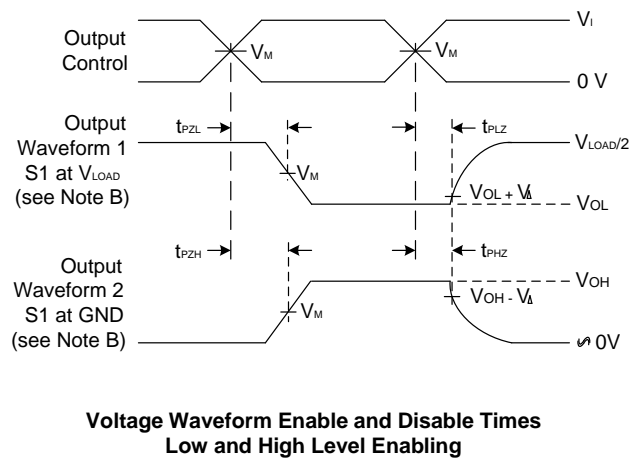 Output
Control
VM
VM
VI
0 V
Output
Waveform 1
S1 at VLOAD
(see Note B)
tPZL
tPLZ
VLOAD/2
VM
VOL + VΔ
VOL
Output
Waveform 2
S1 at GND
(see Note B)
tPZH
tPHZ
VOH
VOH - VΔ
VM
0V
Voltage Waveform Enable and Disable Times
Low and High Level Enabling